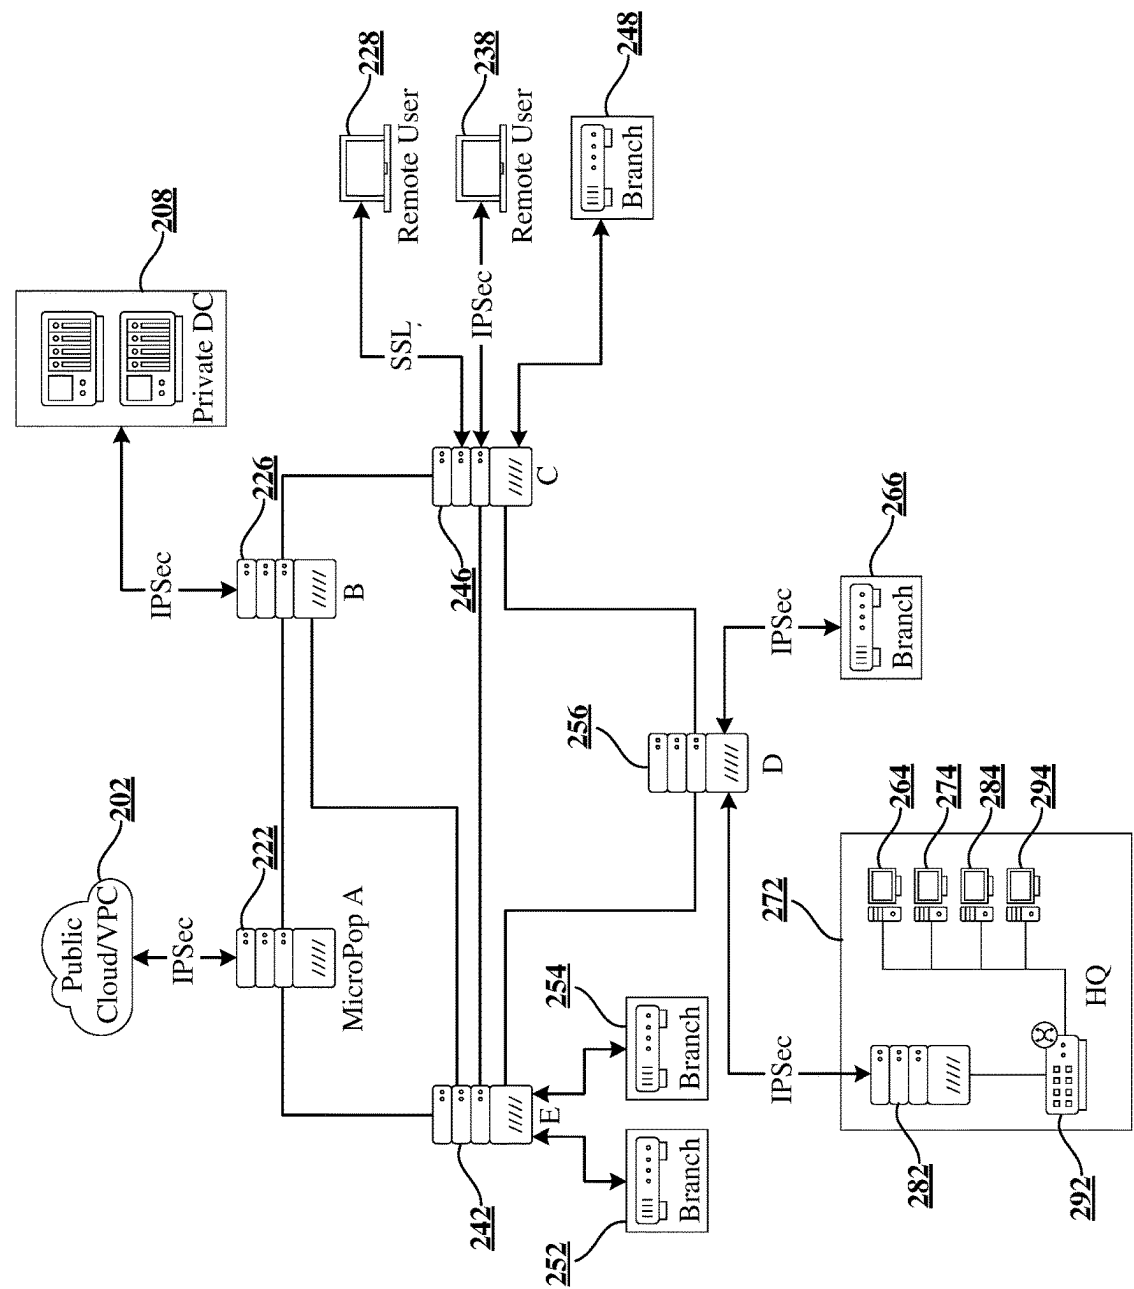 Public
Cloud/VPC
202
IPSec
IPSec
208
Private DC
222
226
MicroPop A
B
228
SSL
Remote User
242
246
IPSec
238
Remote User
E
C
252
254
256
248
Branch
Branch
Branch
D
IPSec
272
IPSec
266
Branch
282
264
274
284
294
292
HQ